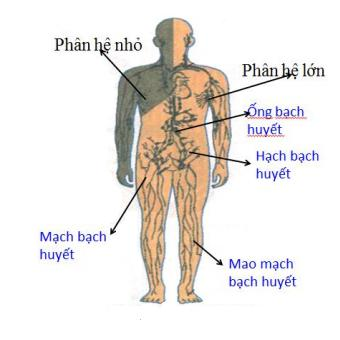 Phân hệ nhỏ
Phân hệ lớn
Ống bạch
huyết
Hạch bạch
huyết
Mạch bạch
huyết
Mao mạch
bạch huyết